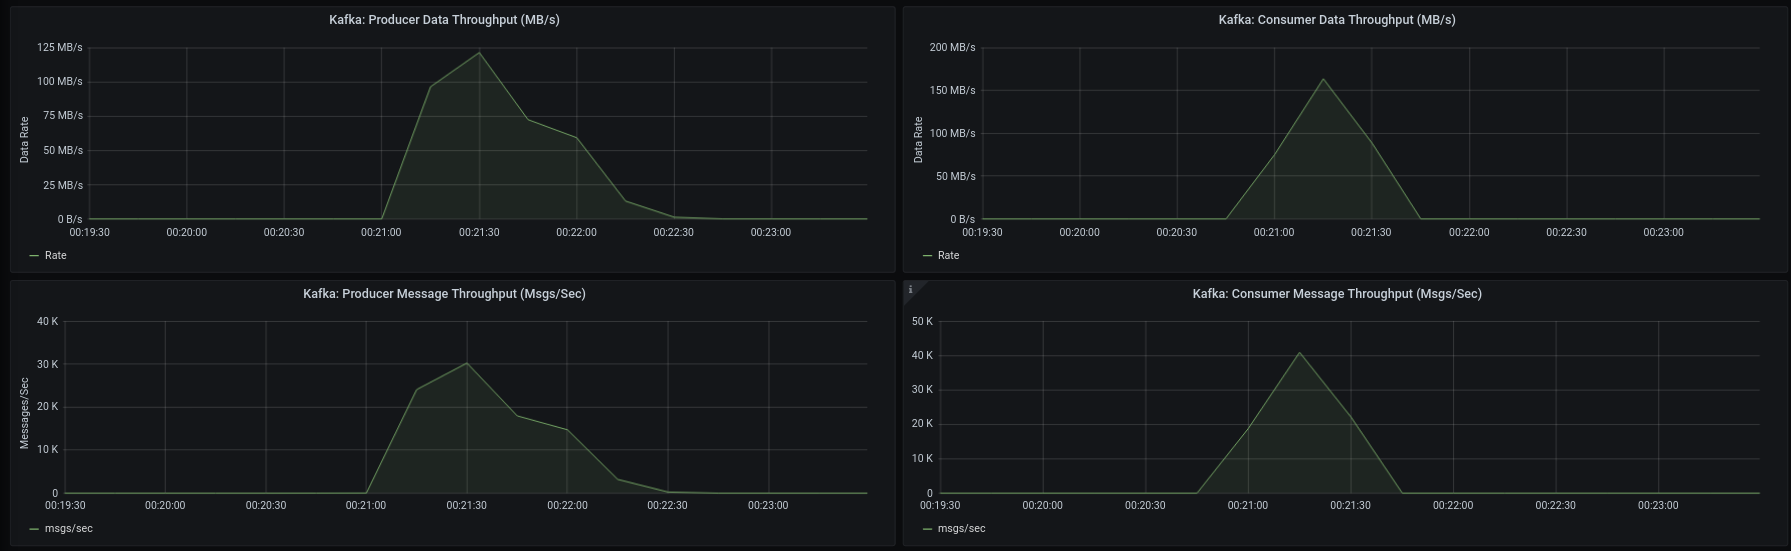 Kafka: Producer Data Throughput (MB/s)
125 MB/s
100 MB/s
75 MB/s
50 MB/s
25 MB/s
0 B/s
Data Rate
00:19:30 00:20:00 00:20:30 00:21:00 00:21:30 00:22:00 00:22:30 00:23:00
Rate
Kafka: Consumer Data Throughput (MB/s)
200 MB/s
150 MB/s
100 MB/s
50 MB/s
0 B/s
Data Rate
00:19:30 00:20:00 00:20:30 00:21:00 00:21:30 00:22:00 00:22:30 00:23:00
Rate
Kafka: Producer Message Throughput (Msgs/Sec)
40 K
30 K
20 K
10 K
0
Messages/Sec
00:19:30 00:20:00 00:20:30 00:21:00 00:21:30 00:22:00 00:22:30 00:23:00
msgs/sec
i
Kafka: Consumer Message Throughput (Msgs/Sec)
50 K
40 K
30 K
20 K
10 K
0
00:19:30 00:20:00 00:20:30 00:21:00 00:21:30 00:22:00 00:22:30 00:23:00
msgs/sec